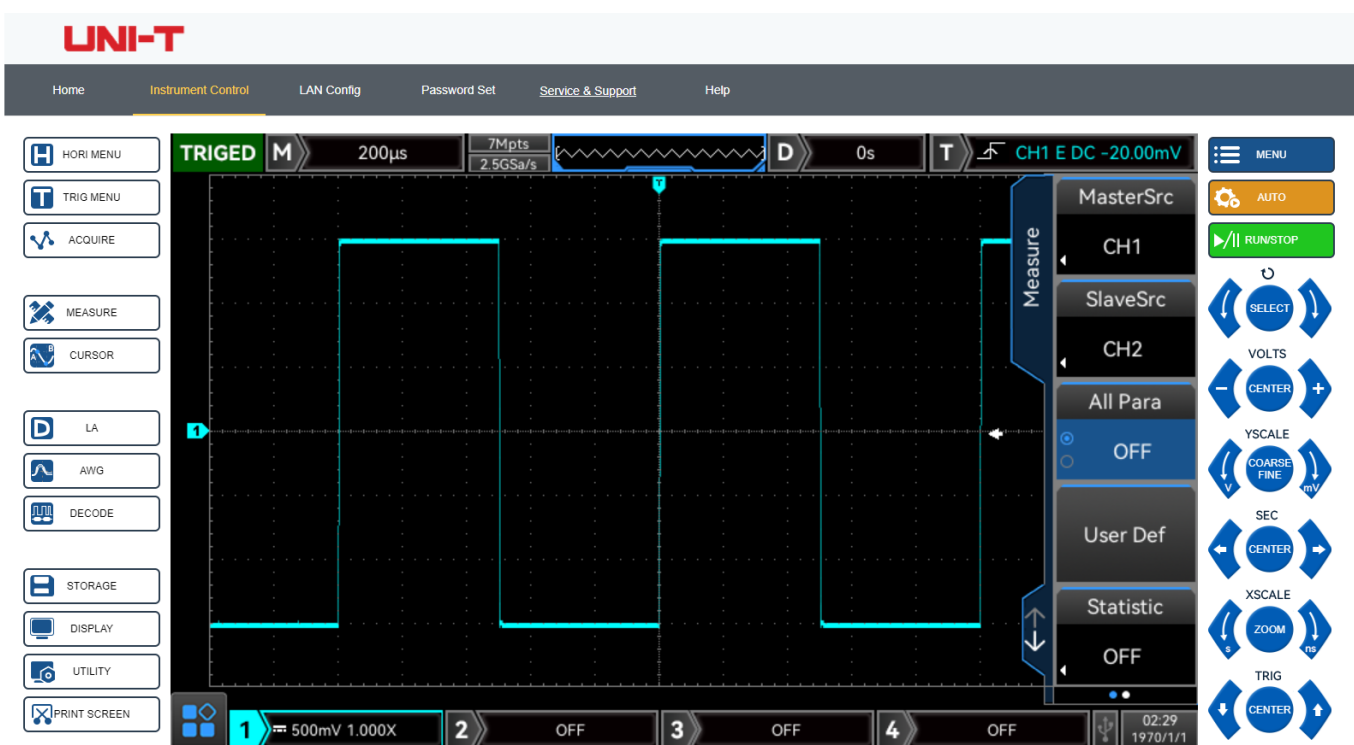 UNI-T
Home Instrument Control LAN Config Password Set Service & Support Help
HORI MENU
TRIG MENU
ACQUIRE
MEASURE
CURSOR
LA
AWG
DECODE
STORAGE
DISPLAY
UTILITY
PRINT SCREEN
TRIGED M 200μs 7Mpts 2.5GSa/s D 0s T CH1 E DC -20.00mV
T
1
Measure
MasterSrc
CH1
SlaveSrc
CH2
All Para
OFF
User Def
Statistic
OFF
1 500mV 1.000X 2 OFF 3 OFF 4 OFF 02:29
1970/1/1
MENU
AUTO
RUN/STOP
SELECT
VOLTS
CENTER
YSCALE
COARSE
FINE
V mV
SEC
CENTER
XSCALE
ZOOM
s ns
TRIG
CENTER